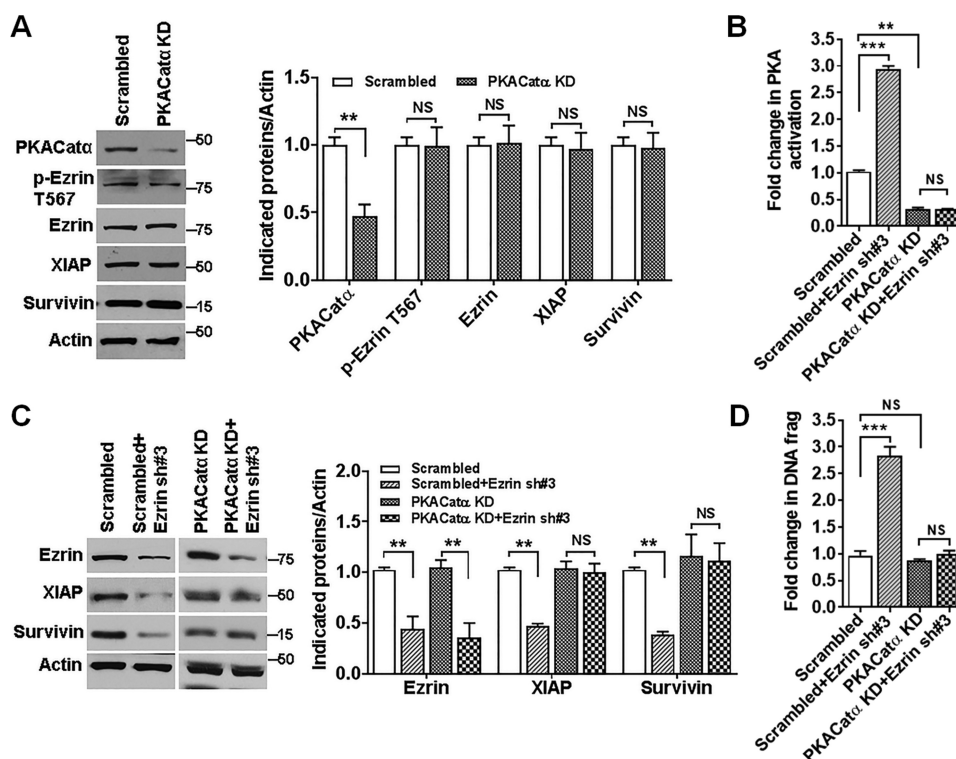 A
Scrambled
PKACatα KD
PKACatα
50
p-Ezrin
T567
75
Ezrin
75
XIAP
50
Survivin
15
50
Actin
Scrambled
PKACatα KD
Indicated proteins/Actin
1.5
1.0
0.5
0.0
**
NS
NS
NS
NS
PKACatα
p-Ezrin T567
Ezrin
XIAP
Survivin
B
Fold change in PKA
activation
3.5
3.0
2.5
2.0
1.5
1.0
0.5
0.0
**
***
NS
Scrambled
Scrambled+Ezrin sh#3
PKACatα KD
PKACatα KD+Ezrin sh#3
C
Scrambled
Scrambled+
Ezrin sh#3
PKACatα KD
PKACatα KD+
Ezrin sh#3
Ezrin
75
XIAP
50
Survivin
15
50
Actin
Indicated proteins/Actin
2.0
1.5
1.0
0.5
0.0
Scrambled
Scrambled+Ezrin sh#3
PKACatα KD
PKACatα KD+Ezrin sh#3
**
**
**
NS
**
NS
Ezrin
XIAP
Survivin
D
Fold change in DNA frag
3.5
3.0
2.5
2.0
1.5
1.0
0.5
0.0
NS
***
NS
Scrambled
Scrambled+Ezrin sh#3
PKACatα KD
PKACatα KD+Ezrin sh#3